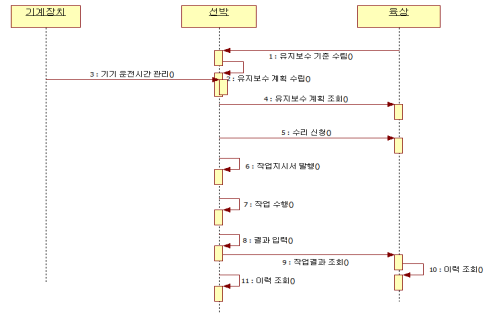 기계장치
선박
육상
1 : 유지보수 기준 수립()
3 : 기기 운전시간 관리()
2 : 유지보수 계획 수립()
4 : 유지보수 계획 조회()
5 : 수리 신청()
6 : 작업지시서 발행()
7 : 작업 수행()
8 : 결과 입력()
9 : 작업결과 조회()
10 : 이력 조회()
11 : 이력 조회()